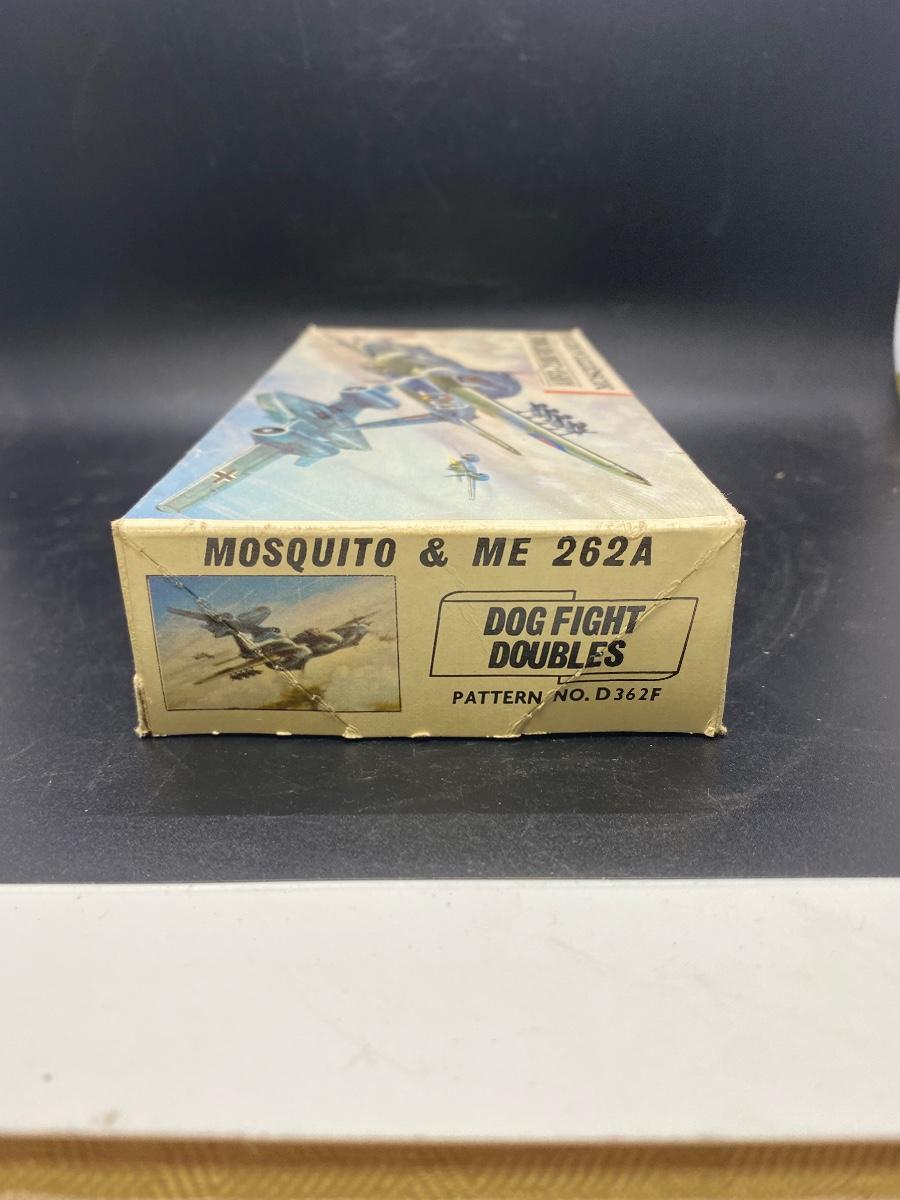 MOSQUITO & ME 262A
DOG FIGHT
DOUBLES
PATTERN NO. D362F